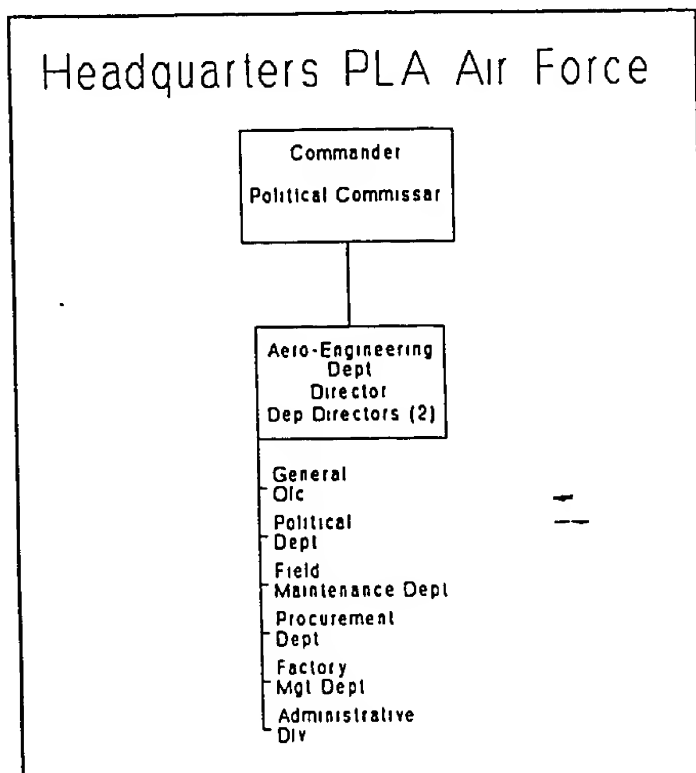 Headquarters PLA Air Force
Commander
Political Commissar
Aero-Engineering
Dept
Director
Dep Directors (2)
General
Ofc
Political
Dept
Field
Maintenance Dept
Procurement
Dept
Factory
Mgt Dept
Administrative
Div